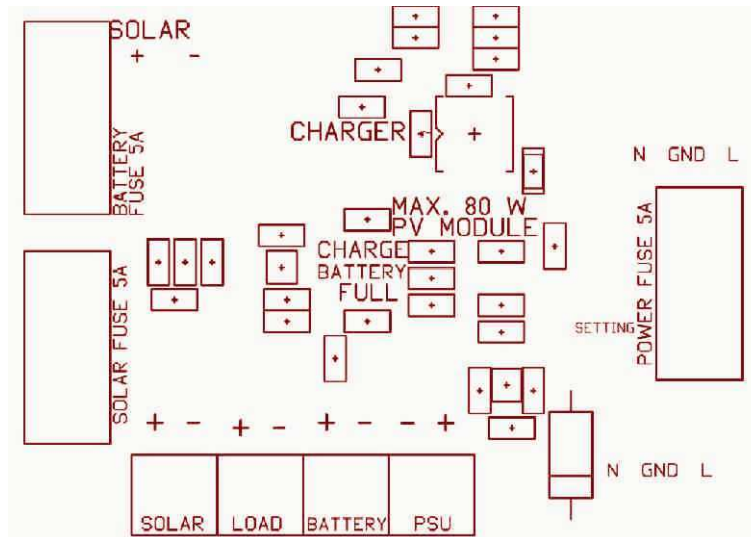 SOLAR
+ -
BATTERY
FUSE 5A
CHARGER
N GND L
MAX. 80 W
PV MODULE
CHARGE
BATTERY
FULL
SOLAR FUSE 5A
POWER FUSE 5A
SETTING
+ - + - + - - +
N GND L
SOLAR LOAD BATTERY PSU